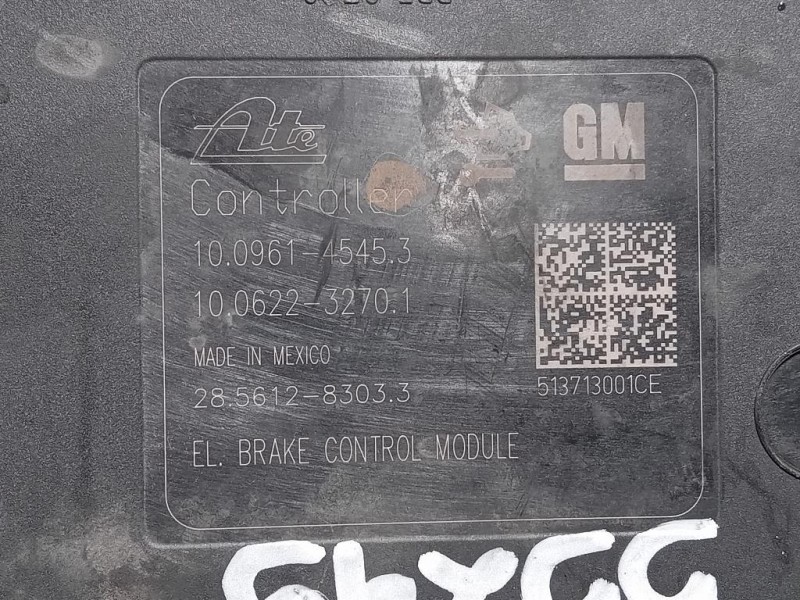 Ate
GM
Controller
10.0961-4545.3
10.0622-3270.1
MADE IN MEXICO
28.5612-8303.3
513713001CE
EL. BRAKE CONTROL MODULE